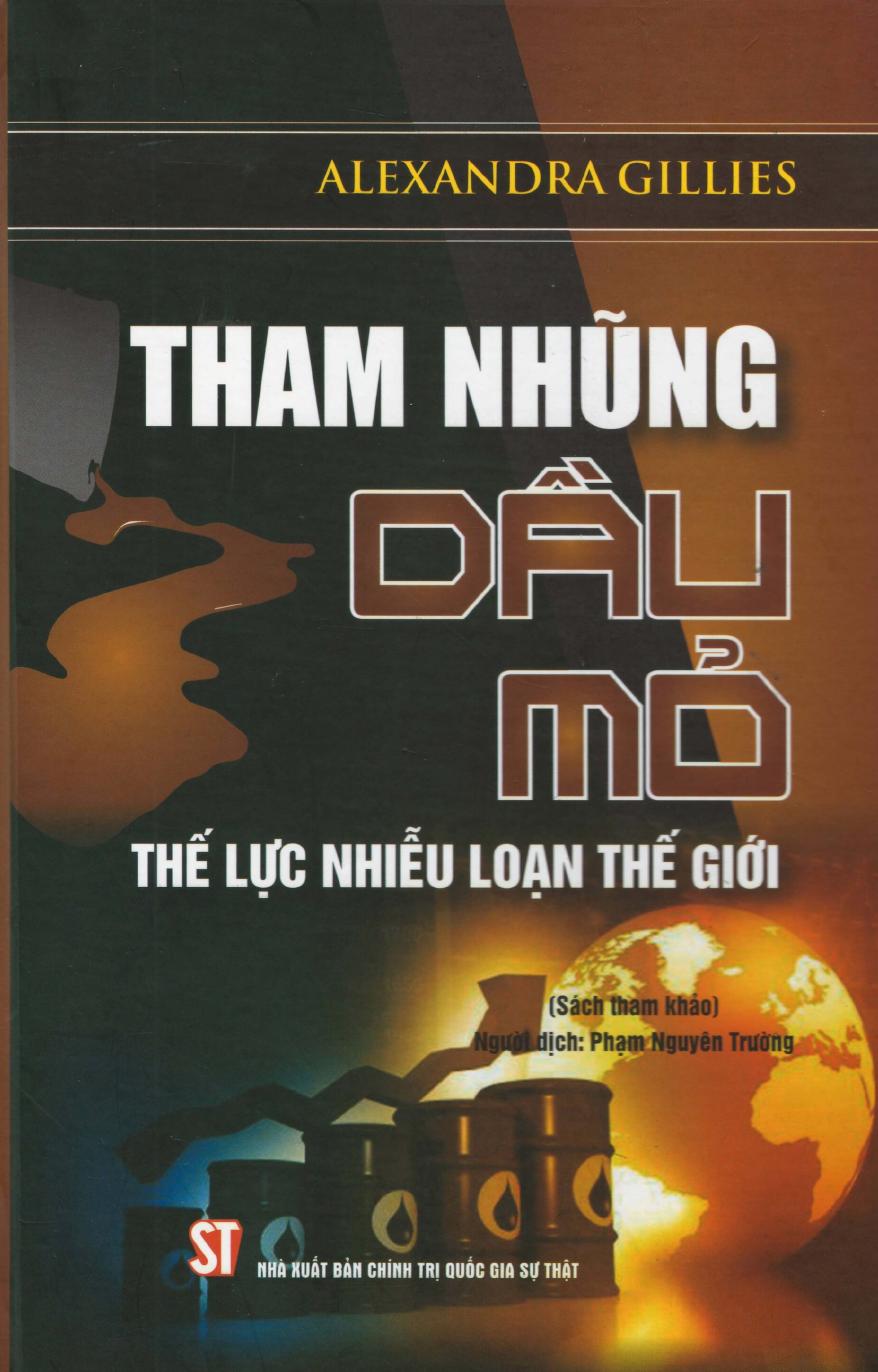 ALEXANDRA GILLIES
THAM NHŨNG
DẦU
MỎ
THẾ LỰC NHIỄU LOẠN THẾ GIỚI
(Sách tham khảo)
Người dịch: Phạm Nguyên Trường
ST
NHÀ XUẤT BẢN CHÍNH TRỊ QUỐC GIA SỰ THẬT